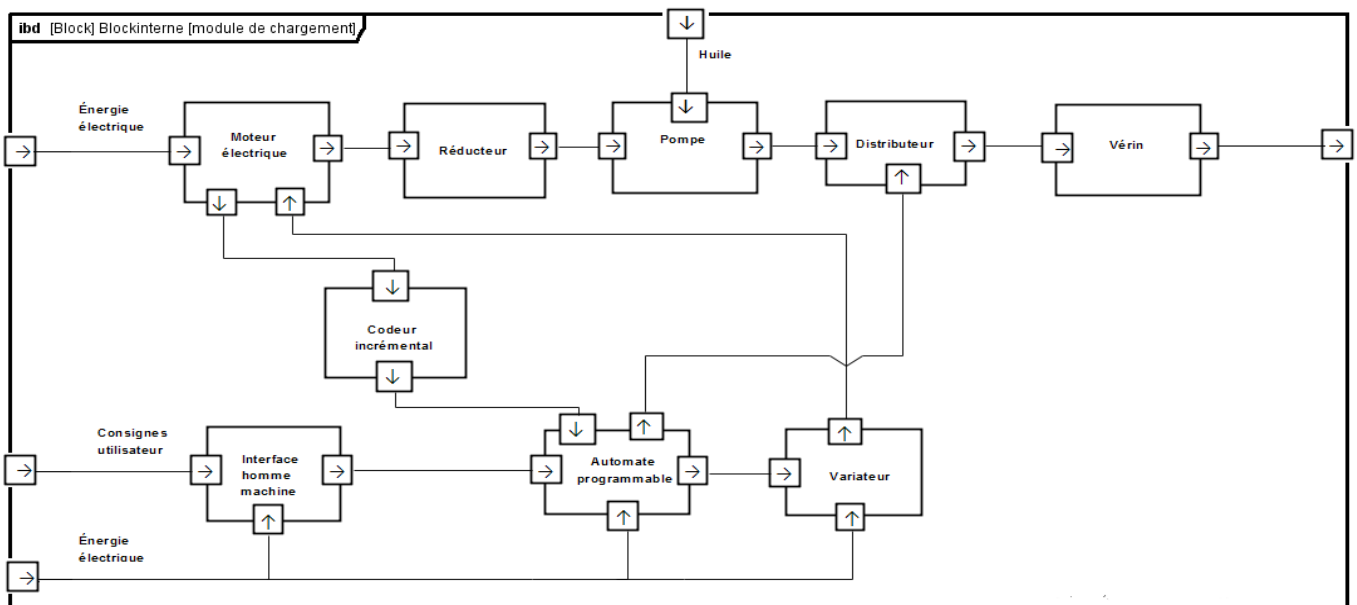 ibd [Block] Blockinterne [module de chargement]
Huile
Énergie
électrique
Moteur
électrique
Réducteur
Pompe
Distributeur
Vérin
Codeur
incrémental
Consignes
utilisateur
Interface
homme
machine
Automate
programmable
Variateur
Énergie
électrique